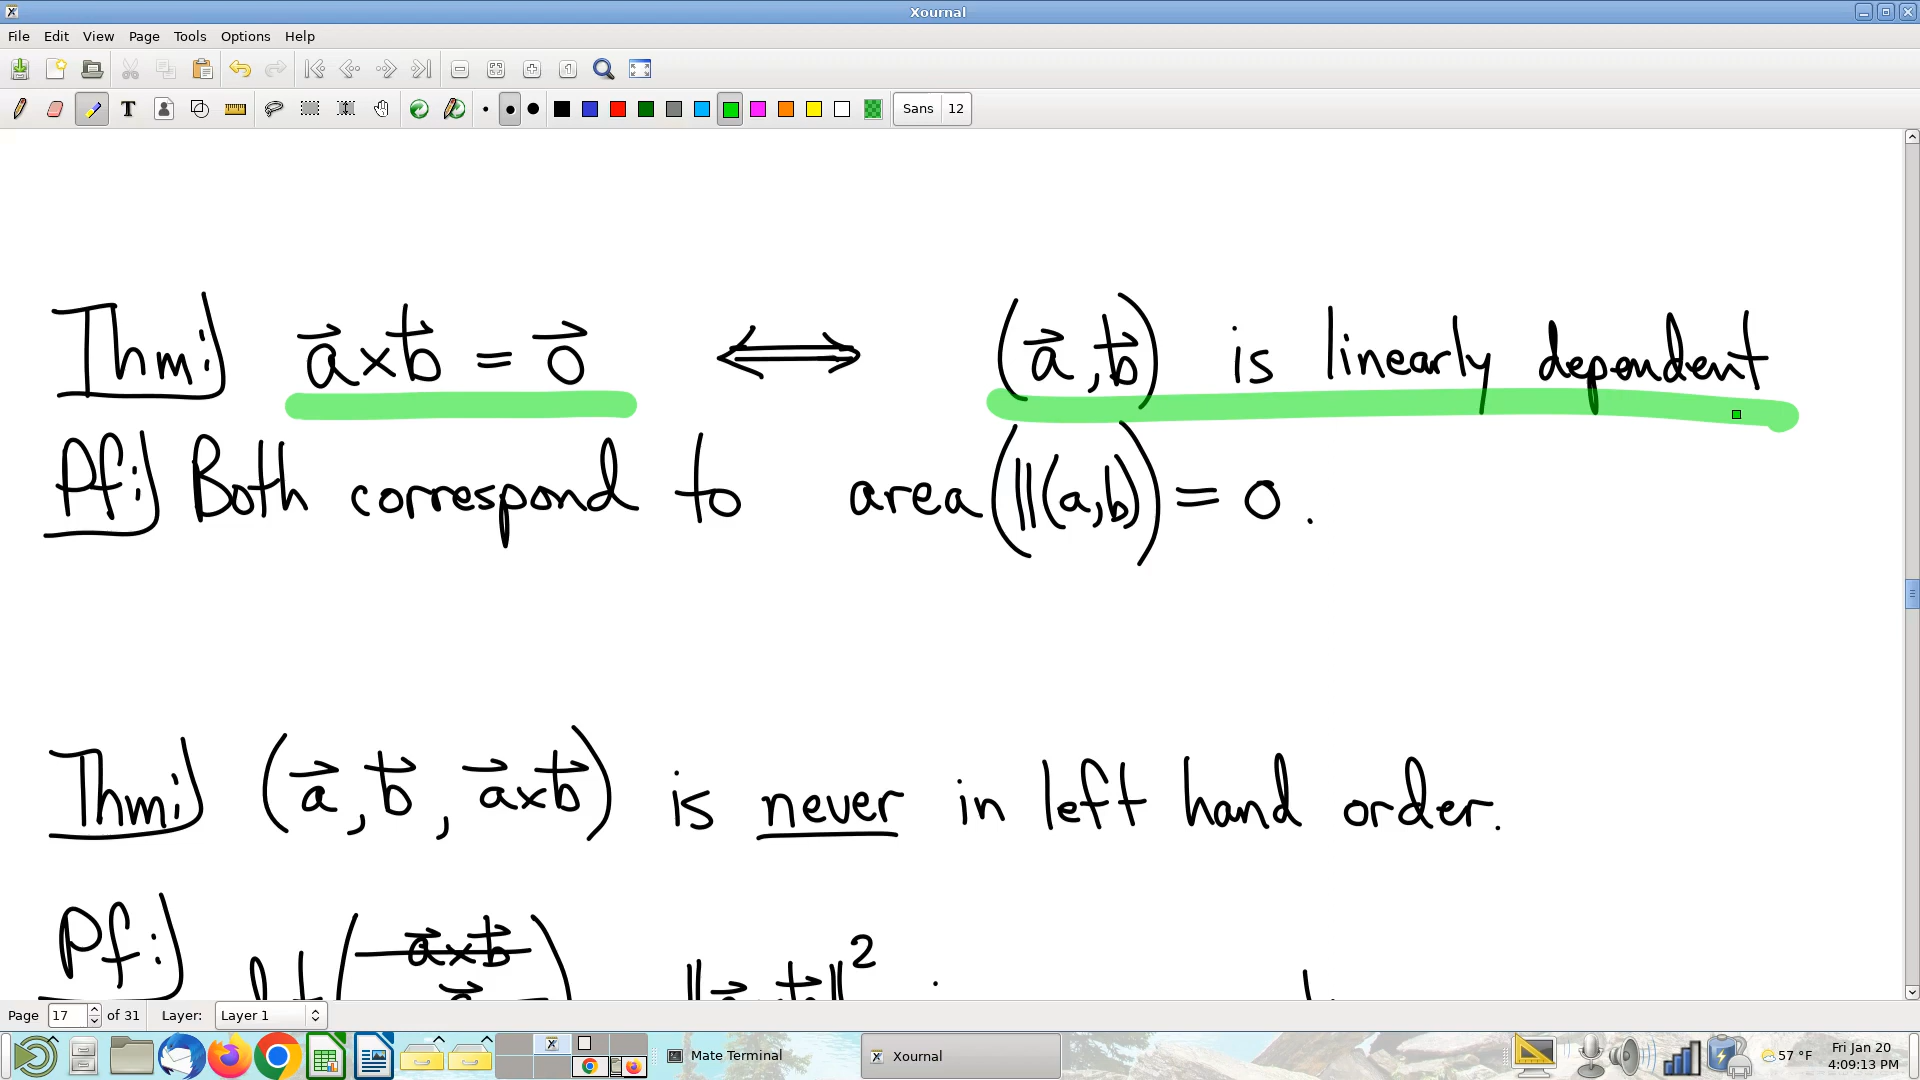 Xournal
File Edit View Page Tools Options Help
Sans 12
Thm:) a⃗×b⃗ = 0⃗ ⟺ (a⃗,b⃗) is linearly dependent
Pf:) Both correspond to area(|||(a,b)) = 0.
Thm:) (a⃗, b⃗, a⃗×b⃗) is never in left hand order.
Pf:) a⃗×b⃗ 2
Page 17 of 31 Layer: Layer 1
Mate Terminal Xournal 57 °F Fri Jan 20
4:09:13 PM